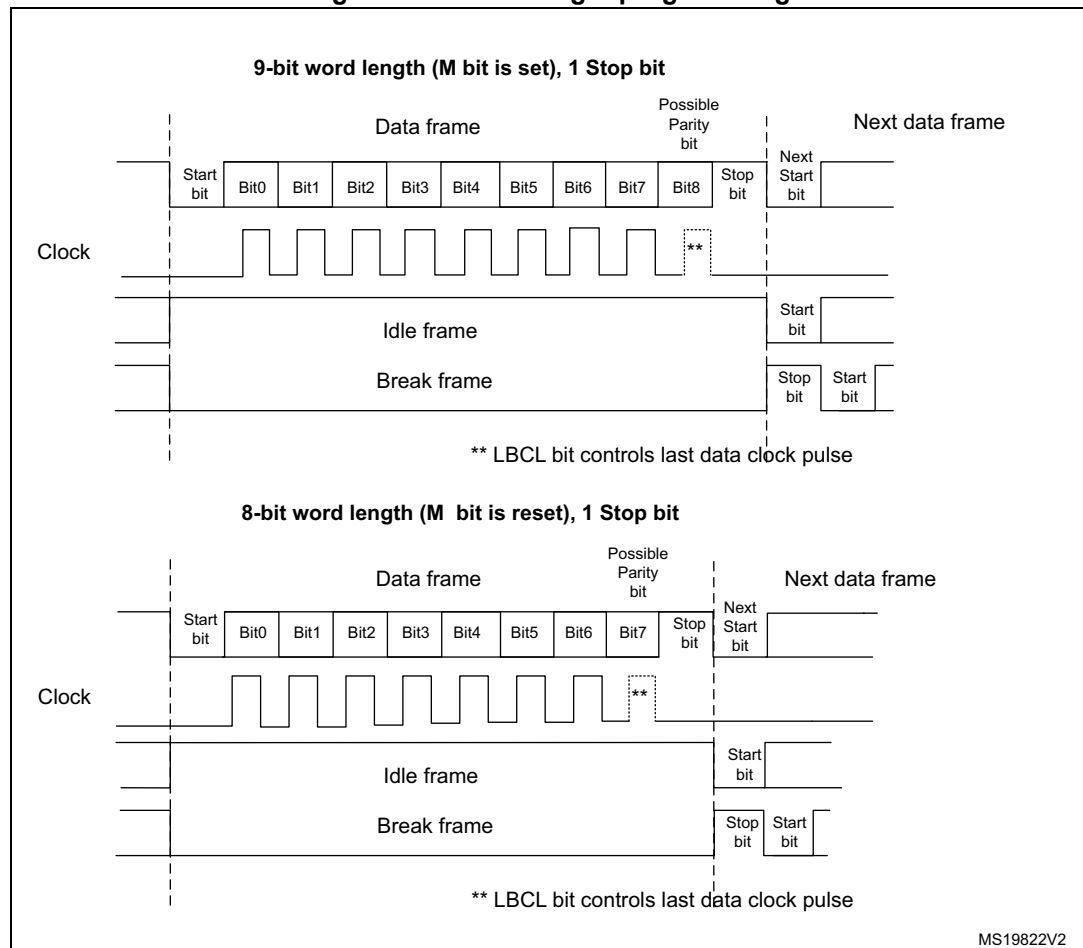 9-bit word length (M bit is set), 1 Stop bit
Possible
Parity
bit
Data frame
Next data frame
Start
bit
Bit0 Bit1 Bit2 Bit3 Bit4 Bit5 Bit6 Bit7 Bit8
Stop
bit
Next
Start
bit
Clock
**
Idle frame
Start
bit
Break frame
Stop
bit
Start
bit
** LBCL bit controls last data clock pulse
8-bit word length (M bit is reset), 1 Stop bit
Possible
Parity
bit
Data frame
Next data frame
Start
bit
Bit0 Bit1 Bit2 Bit3 Bit4 Bit5 Bit6 Bit7
Stop
bit
Next
Start
bit
Clock
**
Idle frame
Start
bit
Break frame
Stop
bit
Start
bit
** LBCL bit controls last data clock pulse
MS19822V2